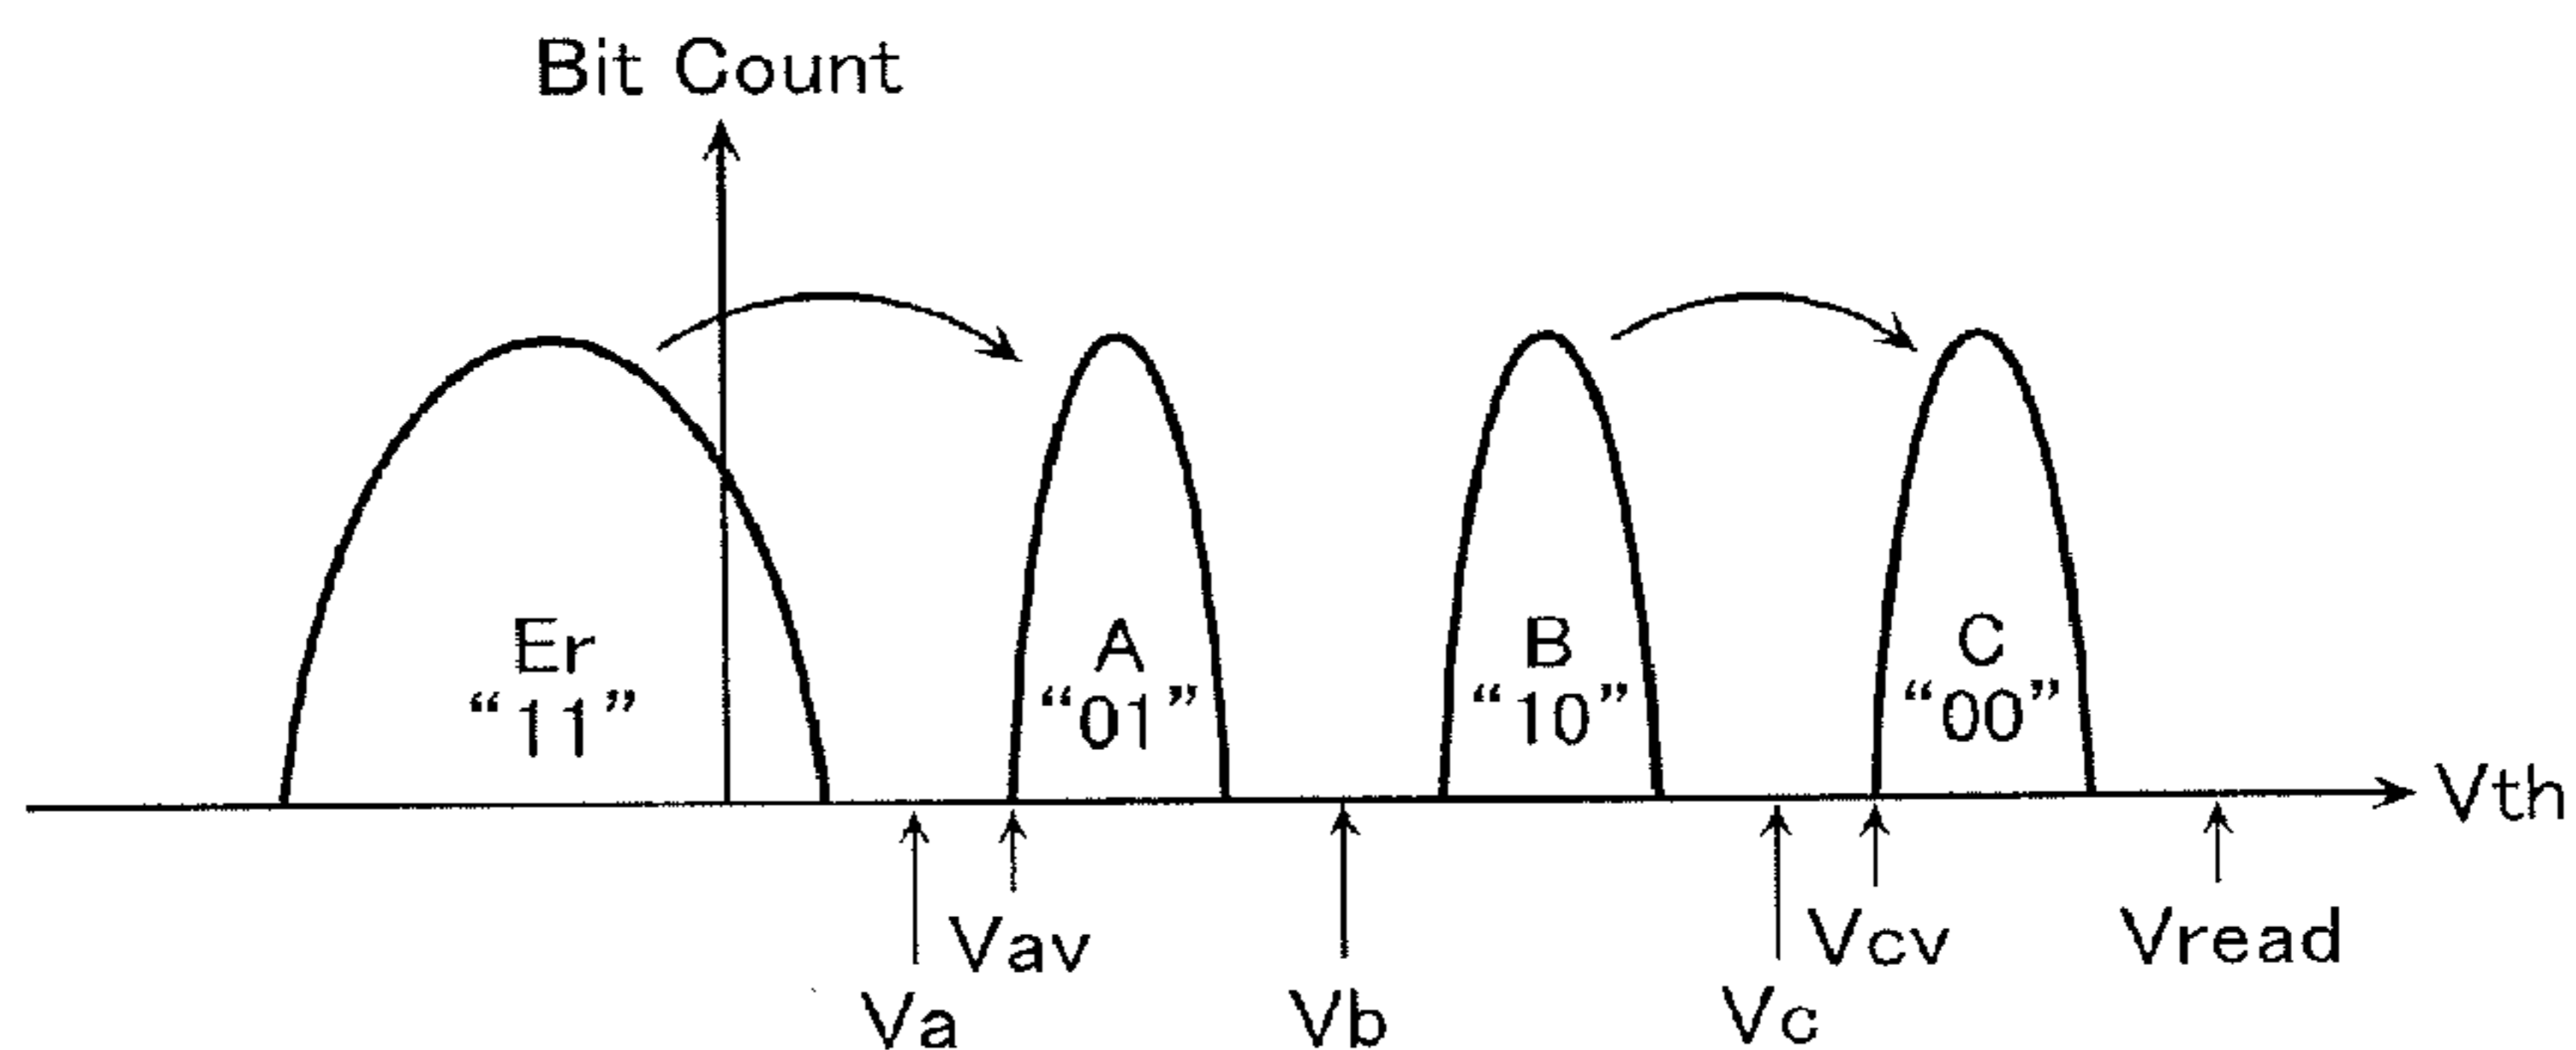 Bit Count
Er
“11”
A
“01”
B
“10”
C
“00”
Vth
Vav
Vcv
Vread
Va
Vb
Vc